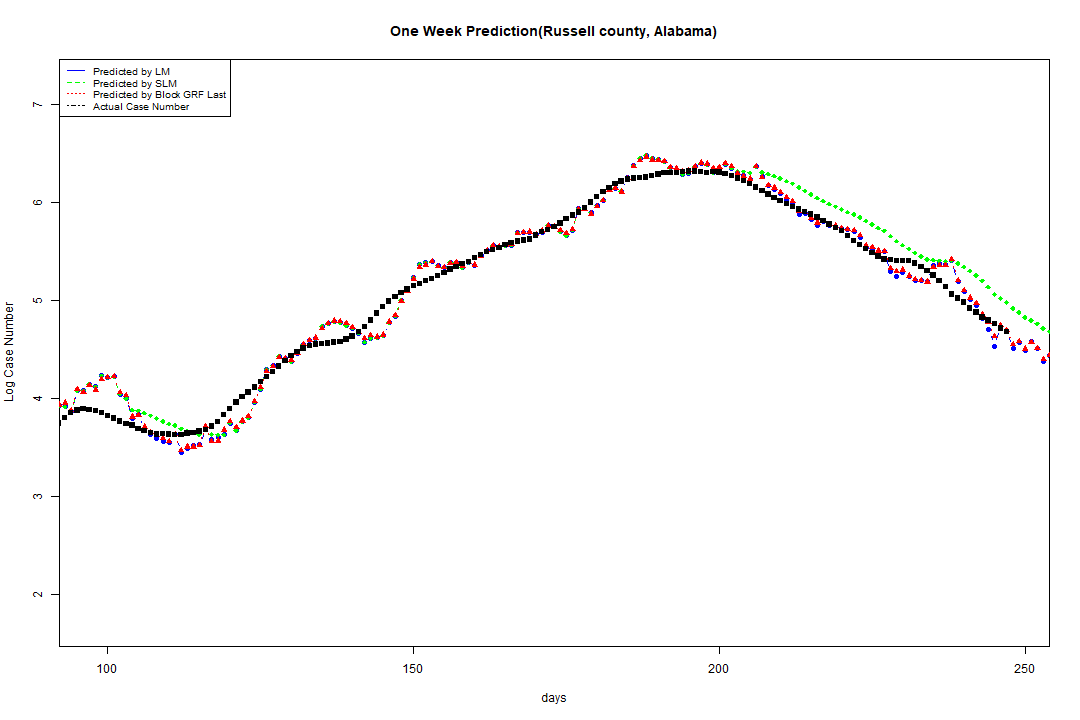 One Week Prediction(Russell county, Alabama)
Predicted by LM
Predicted by SLM
Predicted by Block GRF Last
Actual Case Number
7
6
5
4
3
2
Log Case Number
100 150 200 250
days